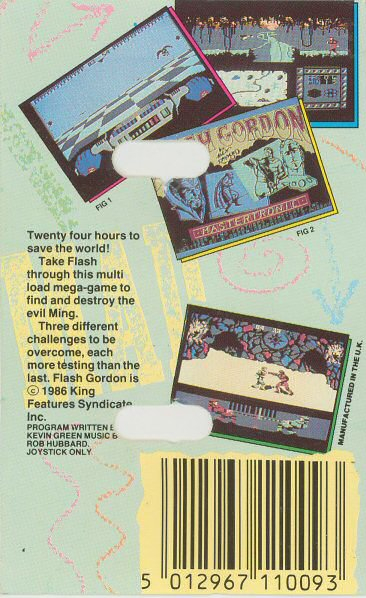 GORDON
MASTERTRONIC
FIG 1
FIG 2
Twenty four hours to
save the world!
Take Flash
through this multi
load mega-game to
find and destroy the
evil Ming.
Three different
challenges to be
overcome, each
more testing than the
last. Flash Gordon is
© 1986 King
Features Syndicate
Inc.
PROGRAM WRITTEN
KEVIN GREEN MUSIC B
ROB HUBBARD.
JOYSTICK ONLY
MANUFACTURED IN THE U.K.
5 012967 110093